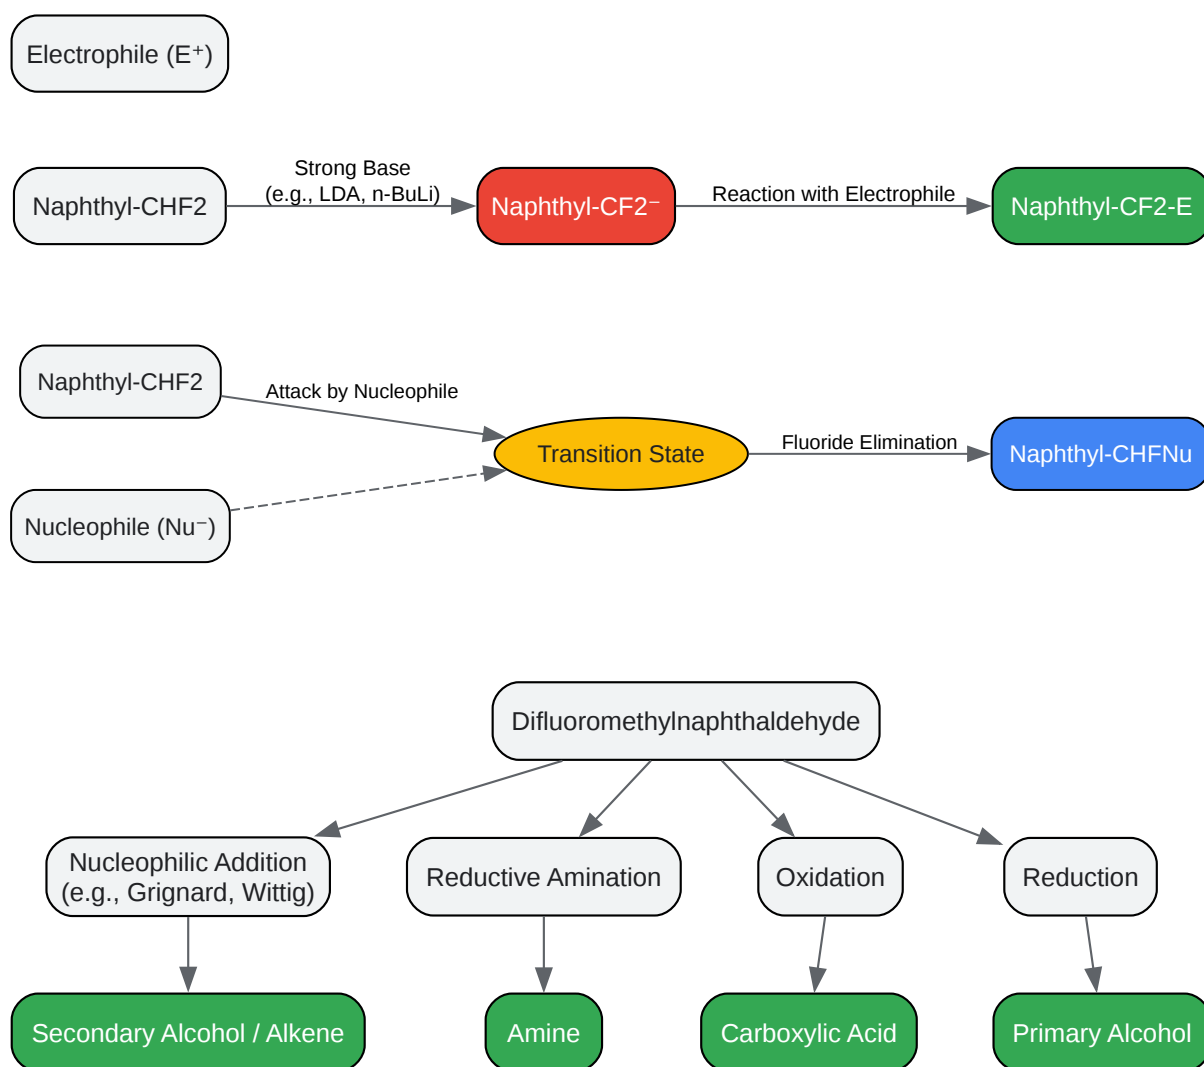 Electrophile (E⁺)
Strong Base
(e.g., LDA, n-BuLi)
Naphthyl-CHF2
Naphthyl-CF2⁻
Reaction with Electrophile
Naphthyl-CF2-E
Naphthyl-CHF2
Attack by Nucleophile
Nucleophile (Nu⁻)
Transition State
Fluoride Elimination
Naphthyl-CHFNu
Difluoromethylnaphthaldehyde
Nucleophilic Addition
(e.g., Grignard, Wittig)
Reductive Amination
Oxidation
Reduction
Secondary Alcohol / Alkene
Amine
Carboxylic Acid
Primary Alcohol